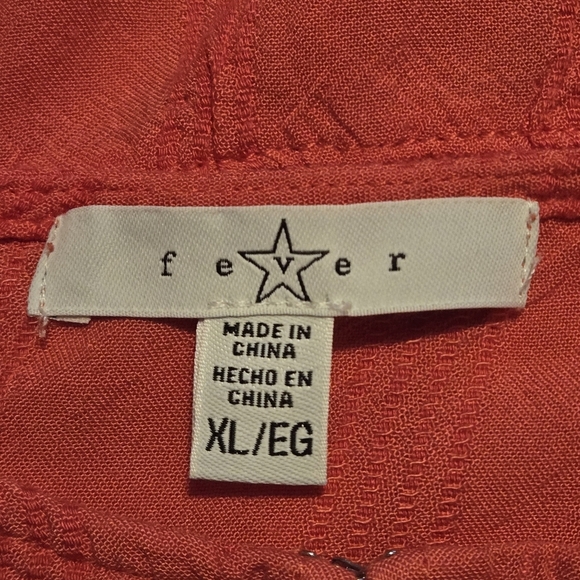 fever
MADE IN
CHINA
HECHO EN
CHINA
XL/EG